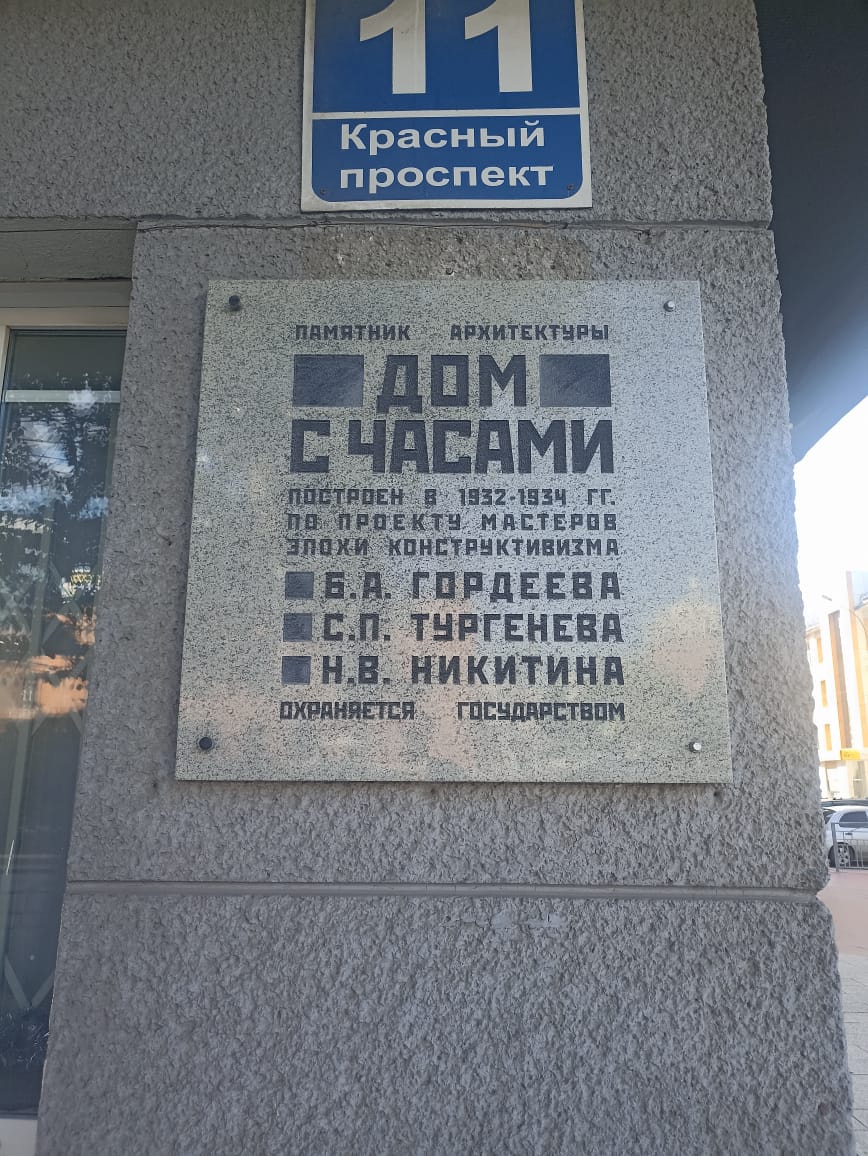 11
Красный
проспект
ПАМЯТНИК АРХИТЕКТУРЫ
ДОМ
С ЧАСАМИ
ПОСТРОЕН В 1932-1934 ГГ.
ПО ПРОЕКТУ МАСТЕРОВ
ЭПОХИ КОНСТРУКТИВИЗМА
Б.А. ГОРДЕЕВА
С.П. ТУРГЕНЕВА
Н.В. НИКИТИНА
ОХРАНЯЕТСЯ ГОСУДАРСТВОМ